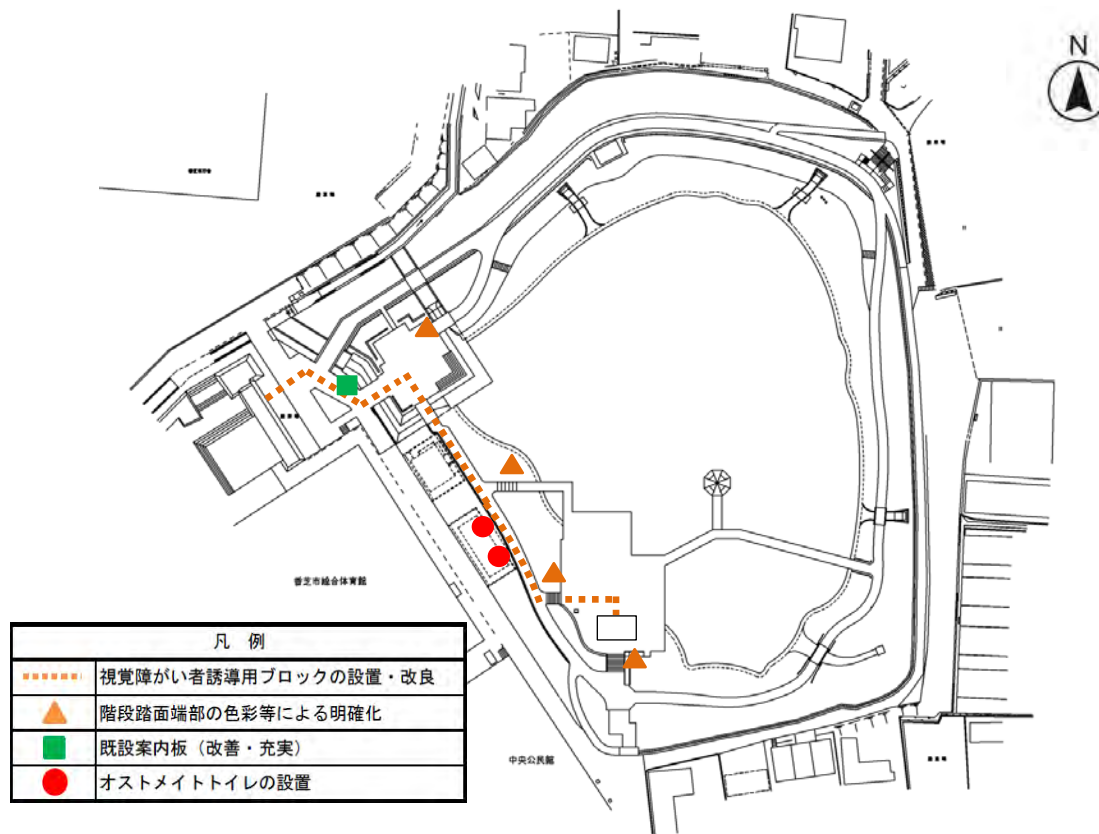 N
香芝市総合体育館
中央公民館
凡 例
視覚障がい者誘導用ブロックの設置・改良
階段踏面端部の色彩等による明確化
既設案内板（改善・充実）
オストメイトトイレの設置